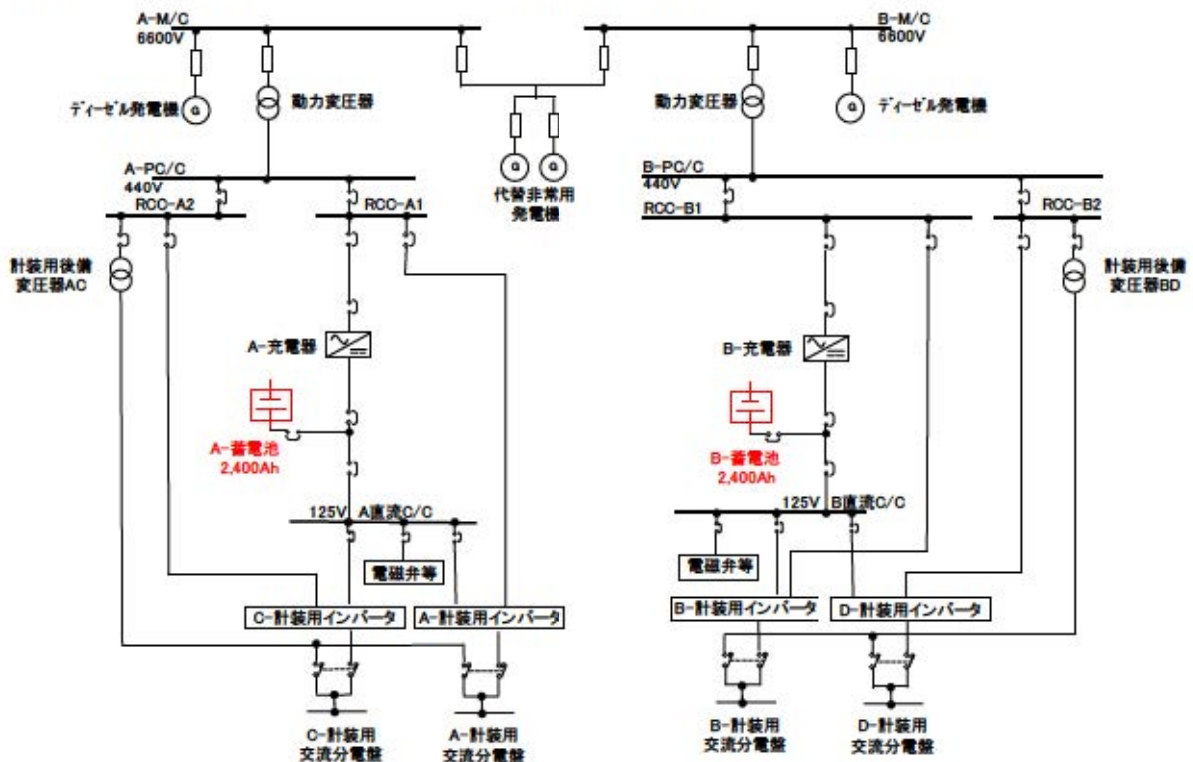 A-M/C
6600V
B-M/C
6600V
ディーゼル発電機
G
動力変圧器
動力変圧器
G
ディーゼル発電機
G
G
代替非常用
発電機
A-PC/C
440V
B-PC/C
440V
RCC-A2
RCC-A1
RCC-B1
RCC-B2
計装用後備
変圧器AC
計装用後備
変圧器BD
A-充電器
B-充電器
A-蓄電池
2,400Ah
B-蓄電池
2,400Ah
125V A直流C/C
125V B直流C/C
電磁弁等
電磁弁等
C-計装用インバータ
A-計装用インバータ
B-計装用インバータ
D-計装用インバータ
C-計装用
交流分電盤
A-計装用
交流分電盤
B-計装用
交流分電盤
D-計装用
交流分電盤